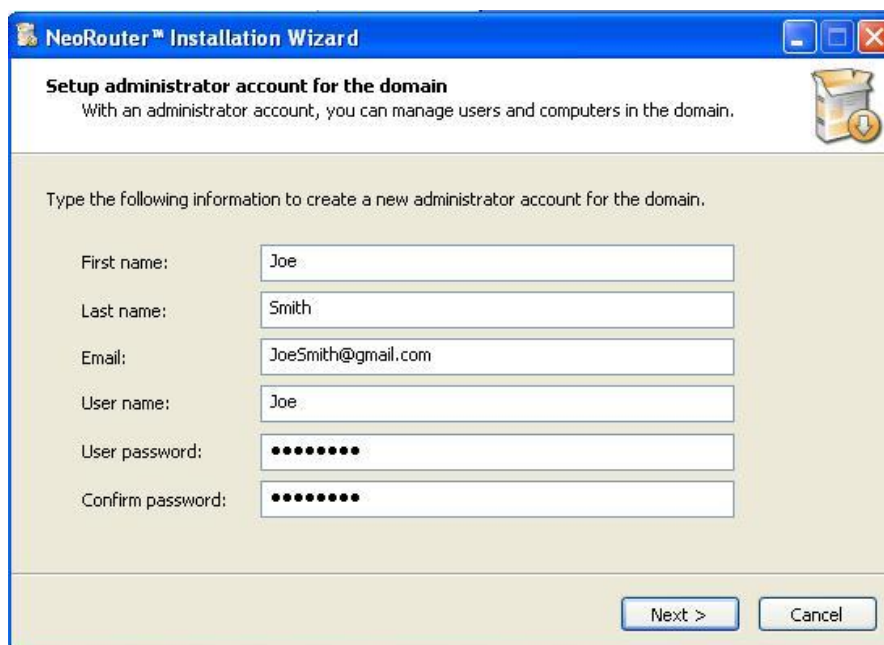 NeoRouter™ Installation Wizard
Setup administrator account for the domain
With an administrator account, you can manage users and computers in the domain.
Type the following information to create a new administrator account for the domain.
First name: Joe
Last name: Smith
Email: JoeSmith@gmail.com
User name: Joe
User password: ••••••••
Confirm password: ••••••••
Next > Cancel